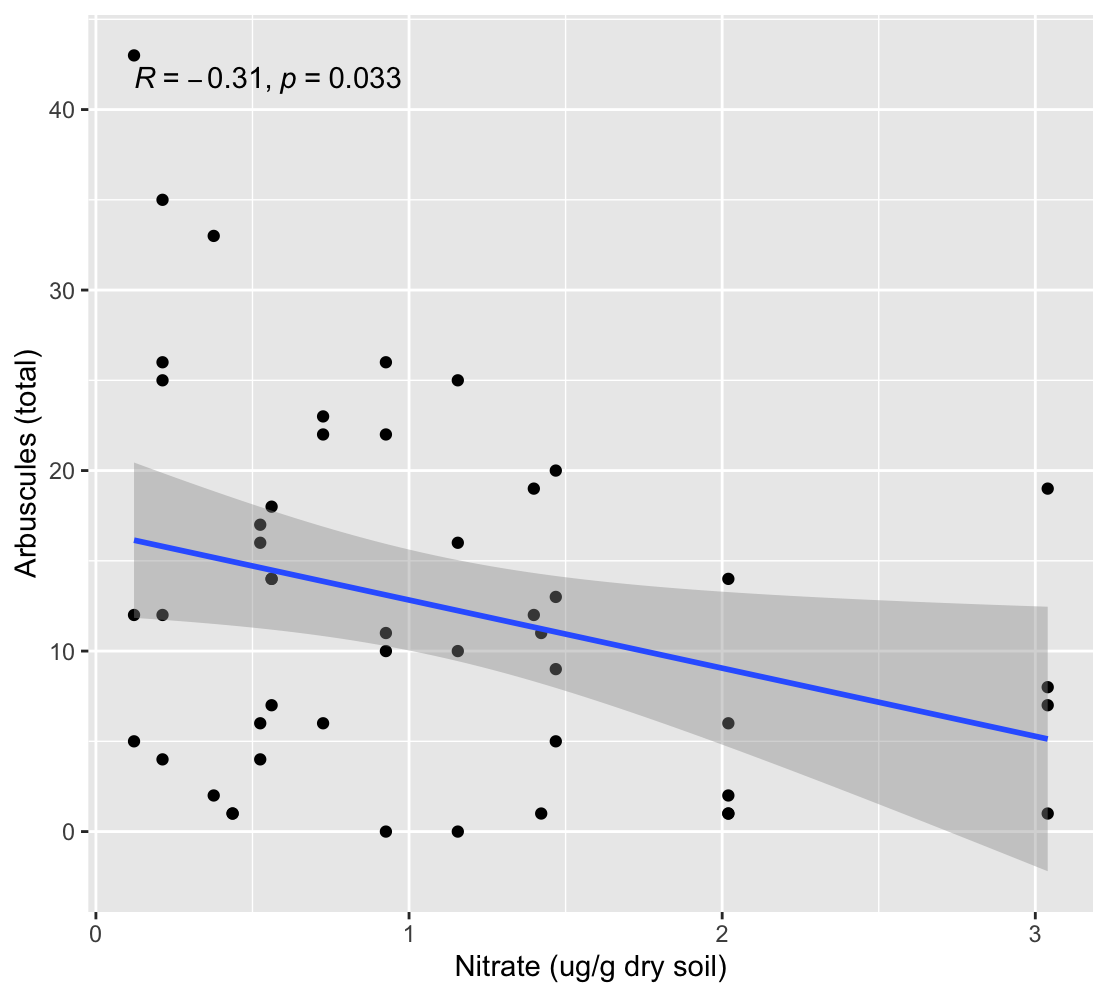 R = −0.31, p = 0.033
40
30
20
10
0
Arbuscules (total)
0 1 2 3
Nitrate (ug/g dry soil)